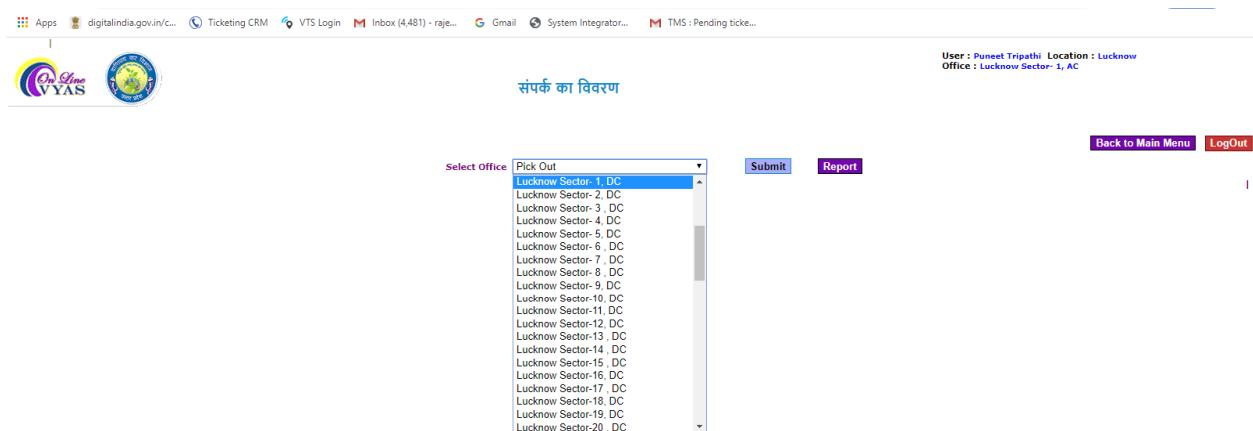 Apps digitalindia.gov.in/c... Ticketing CRM VTS Login Inbox (4,481) - raje... Gmail System Integrator... TMS : Pending ticke...
User : Puneet Tripathi Location : Lucknow
Office : Lucknow Sector- 1, AC
On Line
VYAS
संपर्क का विवरण
Back to Main Menu LogOut
Select Office Pick Out Submit Report
Lucknow Sector- 1, DC
Lucknow Sector- 2, DC
Lucknow Sector- 3 , DC
Lucknow Sector- 4, DC
Lucknow Sector- 5, DC
Lucknow Sector- 6 , DC
Lucknow Sector- 7 , DC
Lucknow Sector- 8 , DC
Lucknow Sector- 9, DC
Lucknow Sector-10, DC
Lucknow Sector-11, DC
Lucknow Sector-12, DC
Lucknow Sector-13 , DC
Lucknow Sector-14 , DC
Lucknow Sector-15 , DC
Lucknow Sector-16, DC
Lucknow Sector-17 , DC
Lucknow Sector-18, DC
Lucknow Sector-19, DC
Lucknow Sector-20 , DC